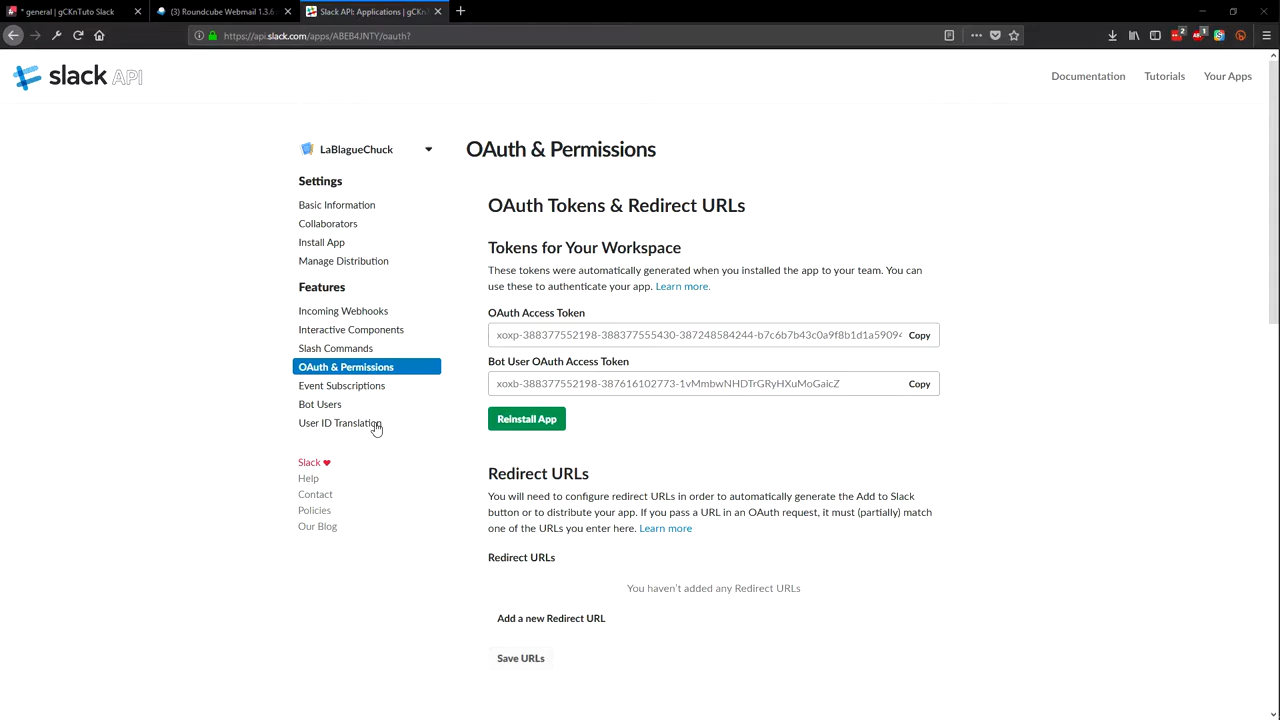 * general | gCKnTuto Slack
(3) Roundcube Webmail 1.3.6
Slack API: Applications | gCKn
https://api.slack.com/apps/ABEB4JNTY/oauth?
slack API
Documentation
Tutorials
Your Apps
LaBlagueChuck
Settings
Basic Information
Collaborators
Install App
Manage Distribution
Features
Incoming Webhooks
Interactive Components
Slash Commands
OAuth & Permissions
Event Subscriptions
Bot Users
User ID Translation
Slack
Help
Contact
Policies
Our Blog
OAuth & Permissions
OAuth Tokens & Redirect URLs
Tokens for Your Workspace
These tokens were automatically generated when you installed the app to your team. You can
use these to authenticate your app. Learn more.
OAuth Access Token
xoxp-388377552198-388377555430-387248584244-b7c6b7b43c0a9f8b1d1a59094 Copy
Bot User OAuth Access Token
xoxb-388377552198-387616102773-1vMmbwNHDTrGRyHXuMoGaicZ Copy
Reinstall App
Redirect URLs
You will need to configure redirect URLs in order to automatically generate the Add to Slack
button or to distribute your app. If you pass a URL in an OAuth request, it must (partially) match
one of the URLs you enter here. Learn more
Redirect URLs
You haven't added any Redirect URLs
Add a new Redirect URL
Save URLs